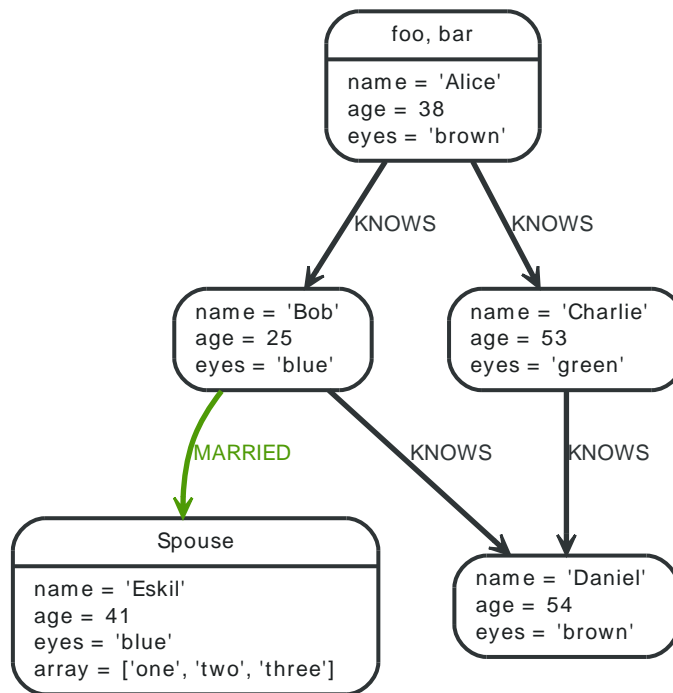 foo, bar
name = 'Alice'
age = 38
eyes = 'brown'
KNOWS
KNOWS
name = 'Bob'
age = 25
eyes = 'blue'
name = 'Charlie'
age = 53
eyes = 'green'
MARRIED
KNOWS
KNOWS
Spouse
name = 'Eskil'
age = 41
eyes = 'blue'
array = ['one', 'two', 'three']
name = 'Daniel'
age = 54
eyes = 'brown'